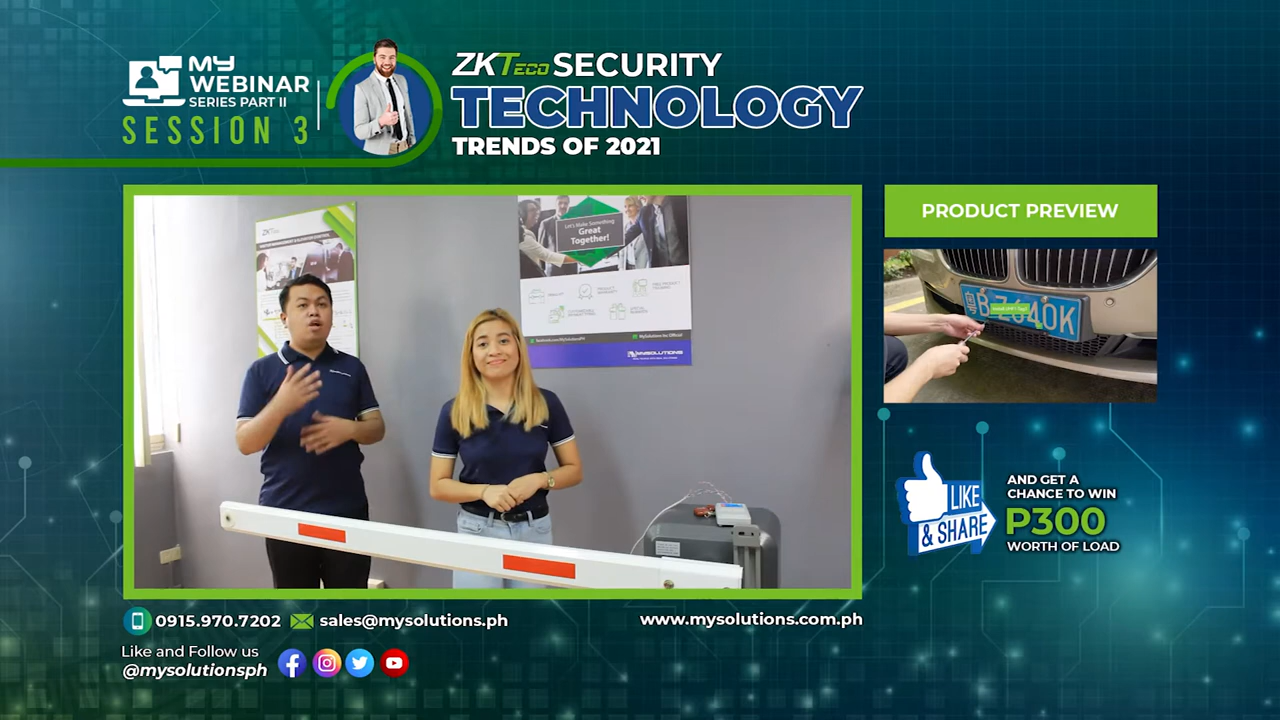 MY
WEBINAR
SERIES PART II
SESSION 3
ZKTECO SECURITY
TECHNOLOGY
TRENDS OF 2021
PRODUCT PREVIEW
ZK
Let's Make Something
Great
Together!
MYSOLUTIONS
LIKE
& SHARE
AND GET A
CHANCE TO WIN
P300
WORTH OF LOAD
0915.970.7202
sales@mysolutions.ph
www.mysolutions.com.ph
Like and Follow us
@mysolutionsph